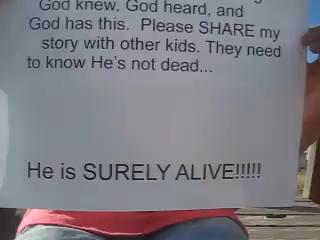 God knew, God heard, and
God has this.  Please SHARE my
story with other kids. They need
to know He's not dead...
He is SURELY ALIVE!!!!!